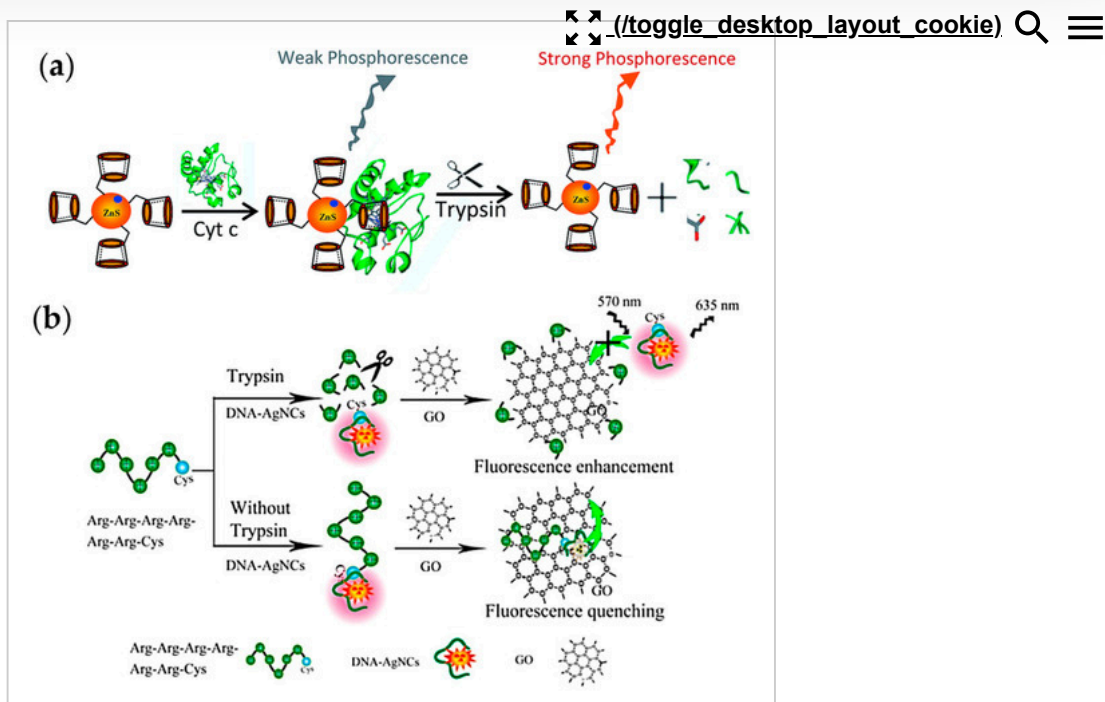 (/toggle_desktop_layout_cookie)
(a)
Weak Phosphorescence
Strong Phosphorescence
ZnS
Cyt c
ZnS
Trypsin
ZnS
(b)
570 nm
635 nm
Cys
Trypsin
DNA-AgNCs
Cys
GO
GO
Fluorescence enhancement
Cys
Arg-Arg-Arg-Arg-
Arg-Arg-Cys
Without
Trypsin
DNA-AgNCs
GO
GO
Fluorescence quenching
Arg-Arg-Arg-Arg-
Arg-Arg-Cys
Cys
DNA-AgNCs
GO